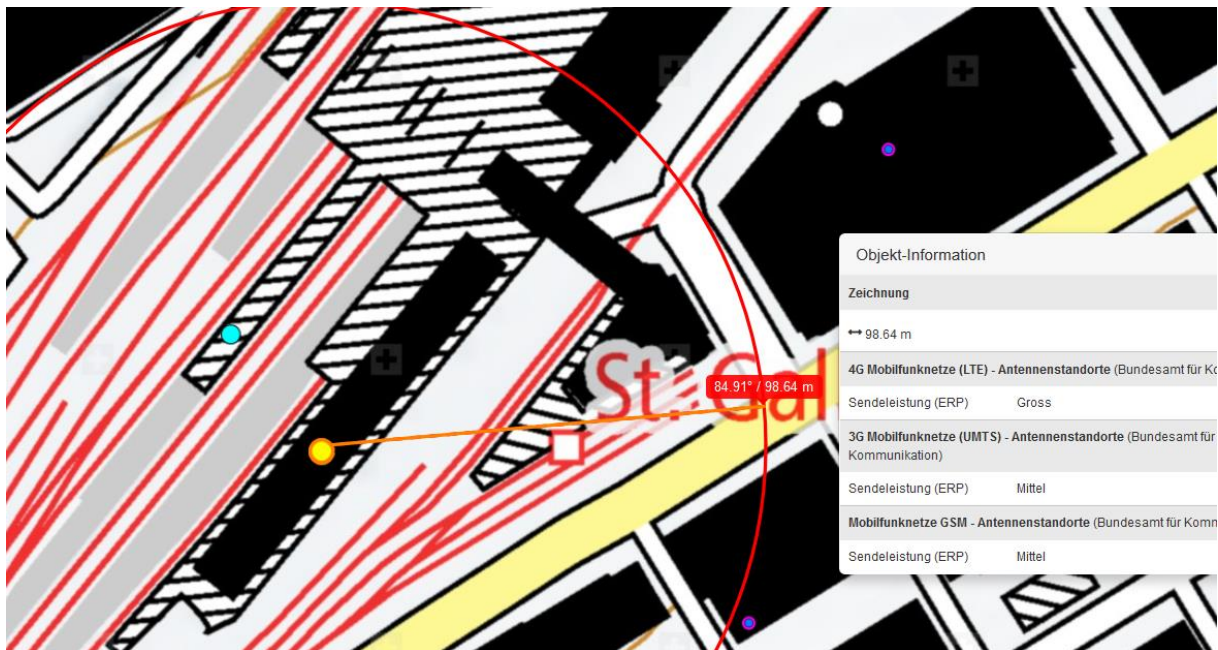 St. Gal
84.91° / 98.64 m
Objekt-Information
Zeichnung
98.64 m
4G Mobilfunknetze (LTE) - Antennenstandorte (Bundesamt für Ko
Sendeleistung (ERP) Gross
3G Mobilfunknetze (UMTS) - Antennenstandorte (Bundesamt für
Kommunikation)
Sendeleistung (ERP) Mittel
Mobilfunknetze GSM - Antennenstandorte (Bundesamt für Komm
Sendeleistung (ERP) Mittel